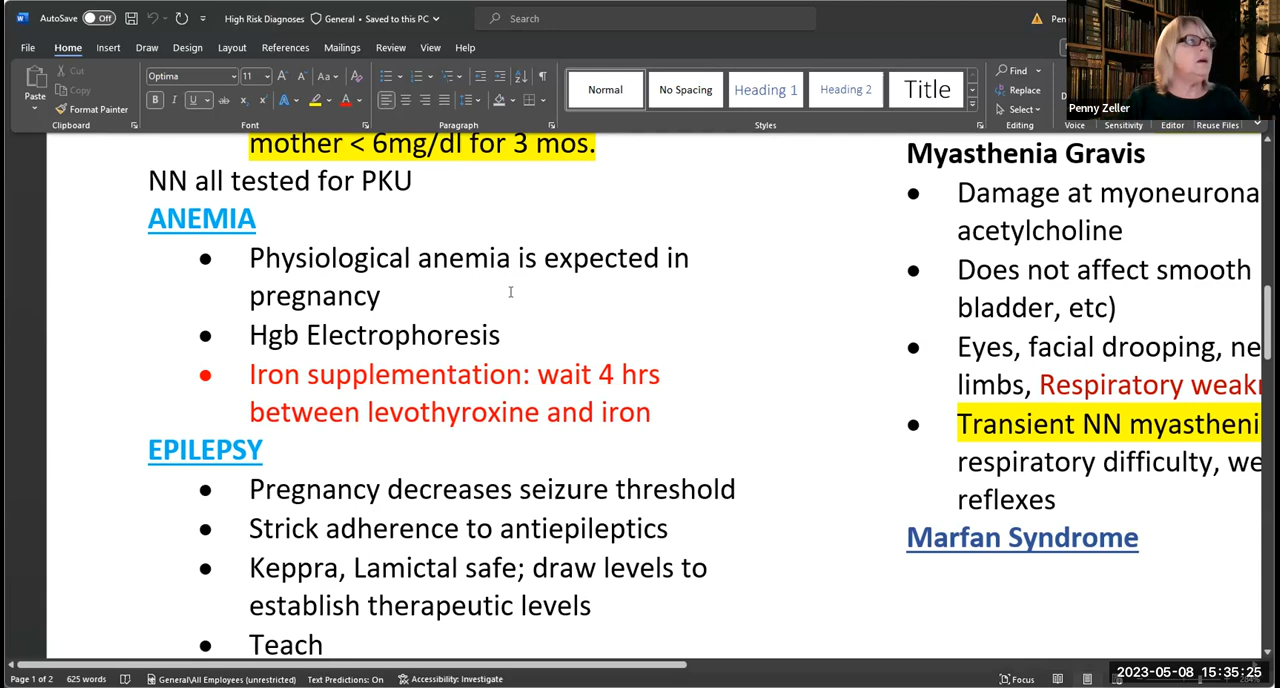 AutoSave Off High Risk Diagnoses General • Saved to this PC Search Pen
File Home Insert Draw Design Layout References Mailings Review View Help
Paste Cut Copy Format Painter
Optima 11
Normal No Spacing Heading 1 Heading 2 Title
Find Replace Select
Clipboard Font Paragraph Styles Editing Voice Sensitivity Editor Reuse Files
Penny Zeller
mother < 6mg/dl for 3 mos.
NN all tested for PKU
ANEMIA
• Physiological anemia is expected in
pregnancy
• Hgb Electrophoresis
• Iron supplementation: wait 4 hrs
between levothyroxine and iron
EPILEPSY
• Pregnancy decreases seizure threshold
• Strick adherence to antiepileptics
• Keppra, Lamictal safe; draw levels to
establish therapeutic levels
• Teach
Myasthenia Gravis
• Damage at myoneurona
acetylcholine
• Does not affect smooth
bladder, etc)
• Eyes, facial drooping, ne
limbs, Respiratory weak
• Transient NN myastheni
respiratory difficulty, we
reflexes
Marfan Syndrome
Page 1 of 2 625 words General\All Employees (unrestricted) Text Predictions: On Accessibility: Investigate Focus
2023-05-08 15:35:25